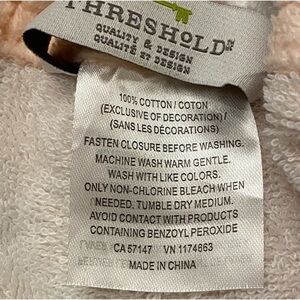 THRESHOLD
QUALITY & DESIGN
QUALITÉ ET DESIGN
100% COTTON / COTON
(EXCLUSIVE OF DECORATION) /
(SANS LES DÉCORATIONS)
FASTEN CLOSURE BEFORE WASHING.
MACHINE WASH WARM GENTLE.
WASH WITH LIKE COLORS.
ONLY NON-CHLORINE BLEACH WHEN
NEEDED. TUMBLE DRY MEDIUM.
AVOID CONTACT WITH PRODUCTS
CONTAINING BENZOYL PEROXIDE
CA 57147 VN 1174863
MADE IN CHINA